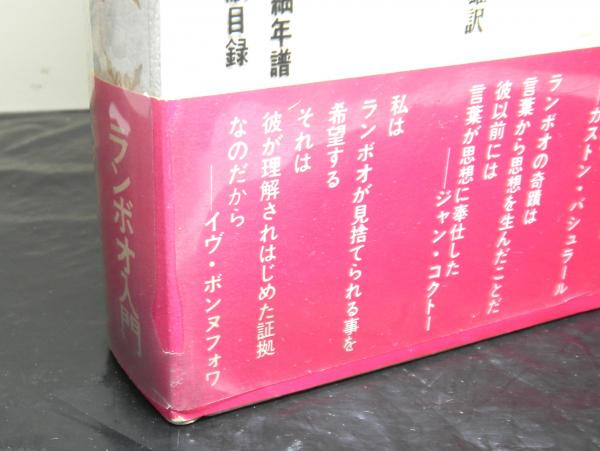 訳
細年譜
目録
ガストン・バシュラール
ランボオの奇蹟は
言葉から思想を生んだことだ
彼以前には
言葉が思想に奉仕した
——ジャン・コクトー
私は
ランボオが見捨てられる事を
希望する
それは
彼が理解されはじめた証拠
なのだから
——イヴ・ボンヌフォワ
ランボオ入門